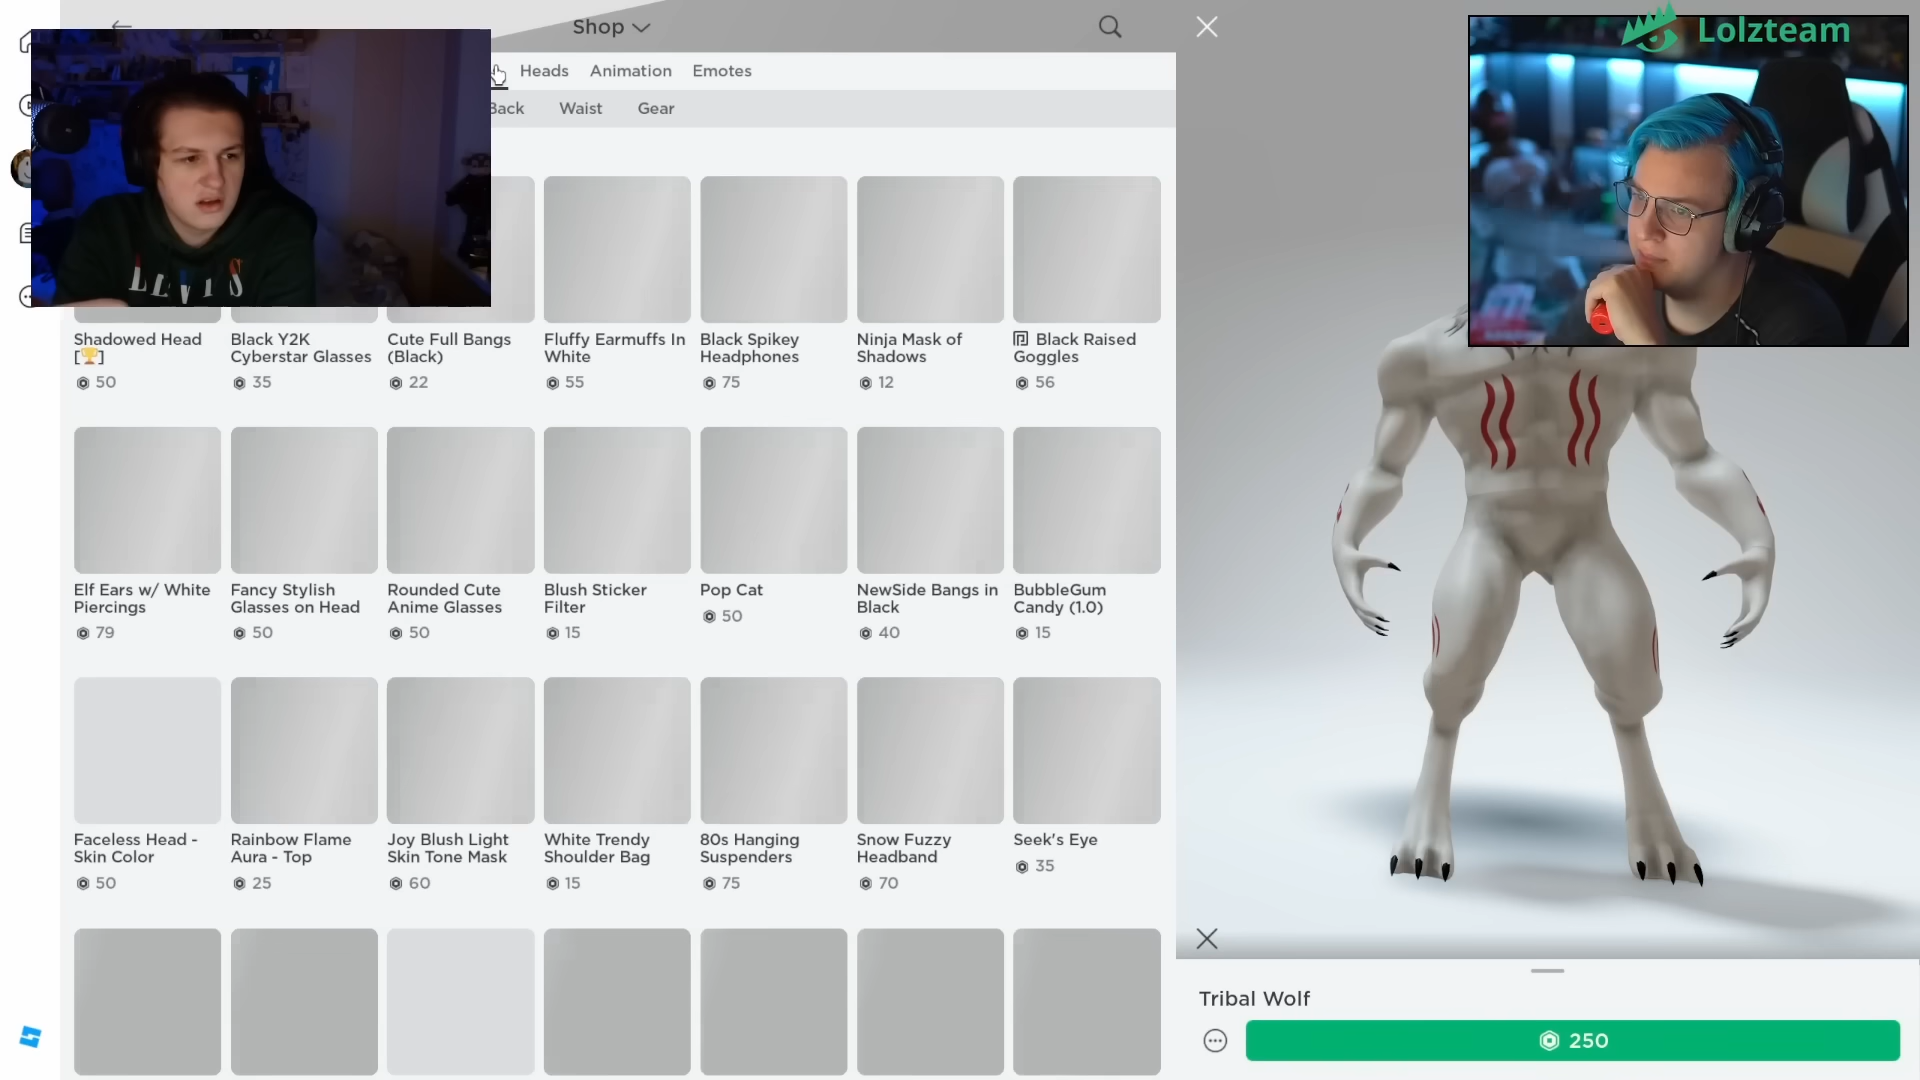 Shop
Lolzteam
Heads Animation Emotes
Back Waist Gear
LEVIS
Shadowed Head [🏆]
50
Black Y2K Cyberstar Glasses
35
Cute Full Bangs (Black)
22
Fluffy Earmuffs In White
55
Black Spikey Headphones
75
Ninja Mask of Shadows
12
Black Raised Goggles
56
Elf Ears w/ White Piercings
79
Fancy Stylish Glasses on Head
50
Rounded Cute Anime Glasses
50
Blush Sticker Filter
15
Pop Cat
50
NewSide Bangs in Black
40
BubbleGum Candy (1.0)
15
Faceless Head - Skin Color
50
Rainbow Flame Aura - Top
25
Joy Blush Light Skin Tone Mask
60
White Trendy Shoulder Bag
15
80s Hanging Suspenders
75
Snow Fuzzy Headband
70
Seek's Eye
35
Tribal Wolf
250